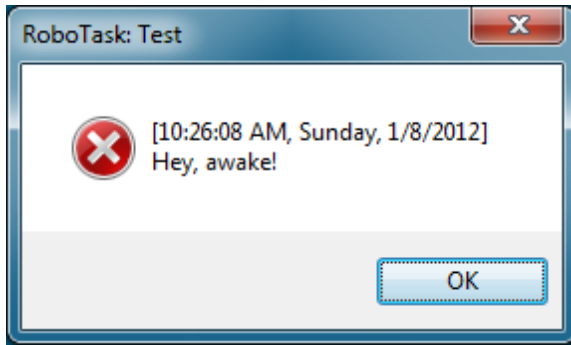 RoboTask: Test
[10:26:08 AM, Sunday, 1/8/2012]
Hey, awake!
OK